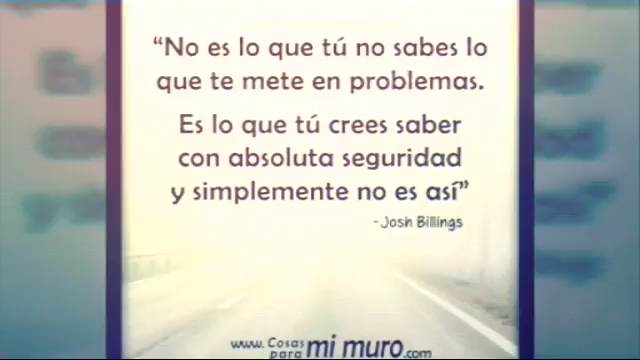 “No es lo que tú no sabes lo
que te mete en problemas.
Es lo que tú crees saber
con absoluta seguridad
y simplemente no es así”
-Josh Billings
www. Cosas
para mi muro.com